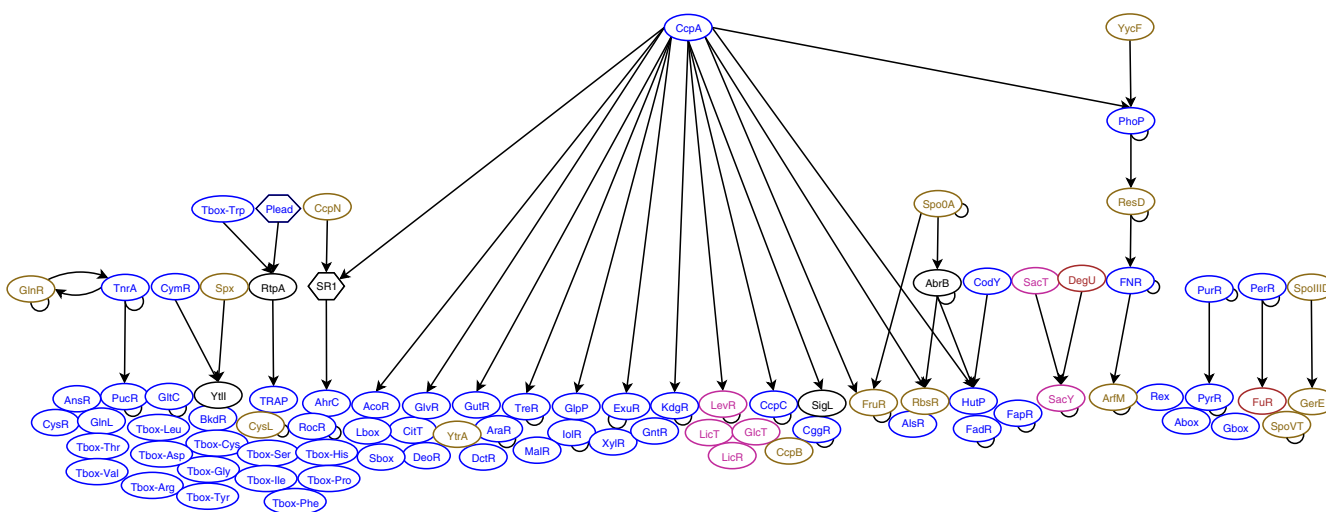 CcpA
YycF
PhoP
Tbox-Trp
Plead
CcpN
Spo0A
ResD
GlnR
TnrA
CymR
Spx
RtpA
SR1
AbrB
CodY
SacT
DegU
FNR
PurR
PerR
SpoIIID
AnsR
PucR
GltC
YtlI
TRAP
AhrC
AcoR
GlvR
GutR
TreR
GlpP
ExuR
KdgR
LevR
CcpC
SigL
FruR
RbsR
HutP
SacY
ArfM
Rex
PyrR
FuR
GerE
CysR
GlnL
Tbox-Leu
BkdR
CysL
RocR
Lbox
CitT
YtrA
AraR
IolR
XylR
GntR
LicT
GlcT
CggR
AlsR
FapR
FadR
Abox
Gbox
SpoVT
Tbox-Thr
Tbox-Asp
Tbox-Cys
Tbox-Ser
Tbox-His
Sbox
DeoR
DctR
MalR
LicR
CcpB
Tbox-Val
Tbox-Arg
Tbox-Gly
Tbox-Ile
Tbox-Pro
Tbox-Tyr
Tbox-Phe